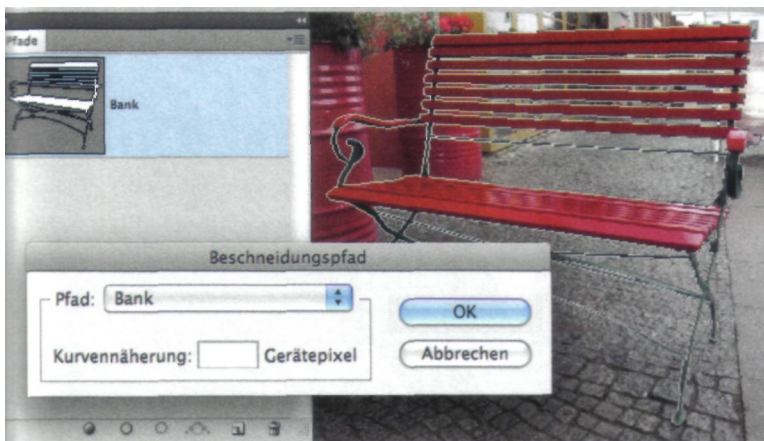 Pfade
Bank
Beschneidungspfad
Pfad: Bank
OK
Kurvennäherung: Gerätepixel
Abbrechen